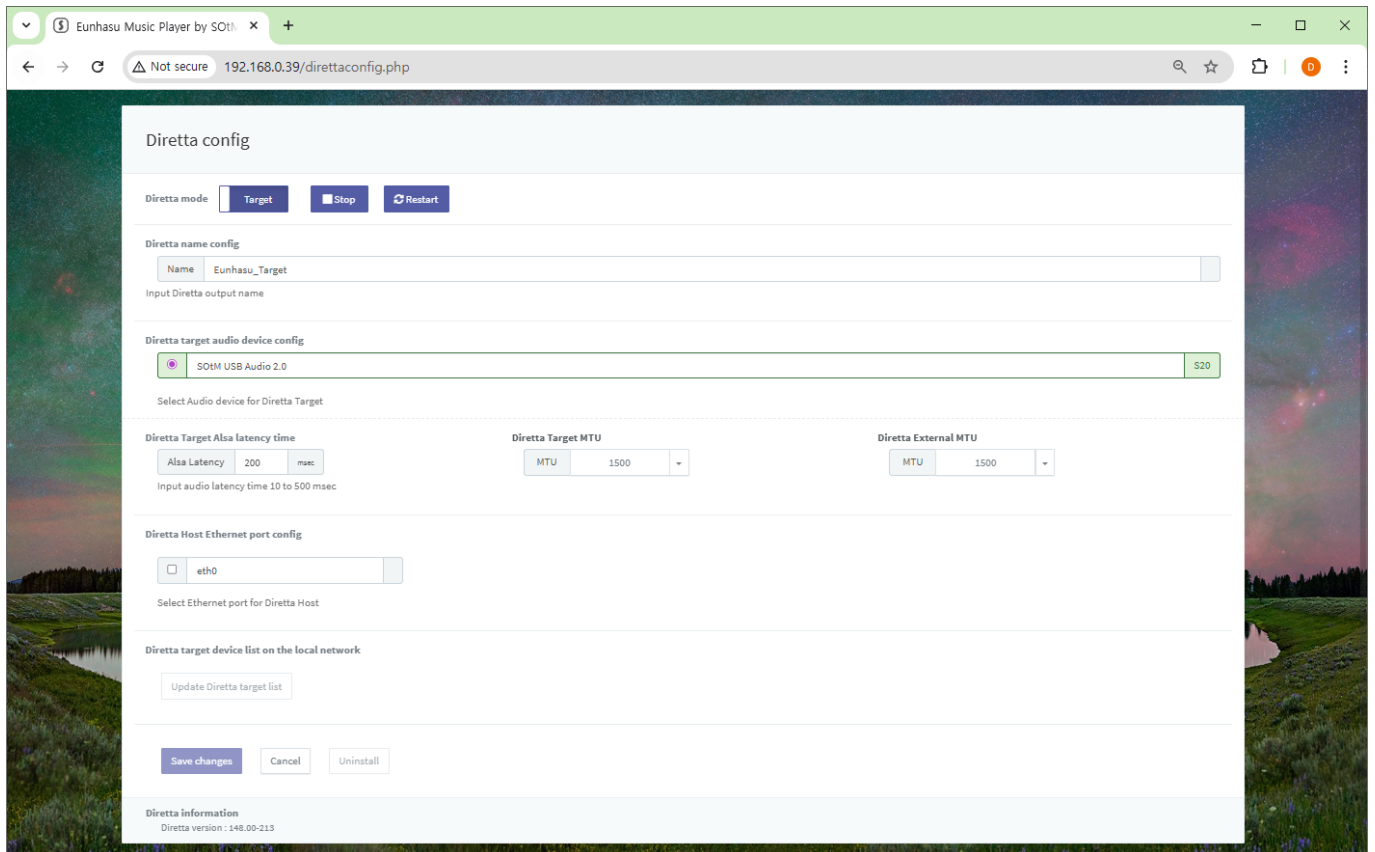 Eunhasu Music Player by SOtM
Not secure 192.168.0.39/direttaconfig.php
D
Diretta config
Diretta mode Target Stop Restart
Diretta name config
Name Eunhasu_Target
Input Diretta output name
Diretta target audio device config
SOtM USB Audio 2.0 S20
Select Audio device for Diretta Target
Diretta Target Alsa latency time Diretta Target MTU Diretta External MTU
Alsa Latency 200 msec MTU 1500 MTU 1500
Input audio latency time 10 to 500 msec
Diretta Host Ethernet port config
eth0
Select Ethernet port for Diretta Host
Diretta target device list on the local network
Update Diretta target list
Save changes Cancel Uninstall
Diretta information
Diretta version : 148.00-213